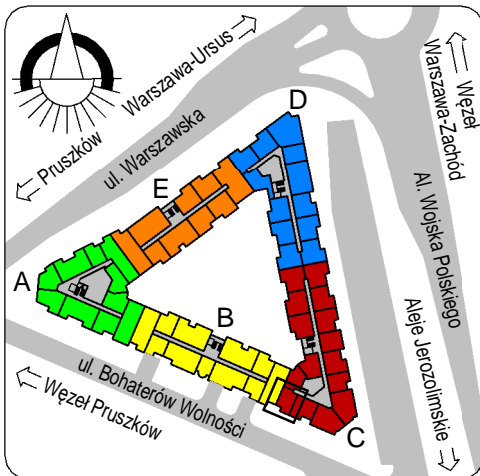 Warszawa-Ursus
Pruszków
ul. Warszawska
Węzeł
Warszawa-Zachód
Al. Wojska Polskiego
Aleje Jerozolimskie
D
E
A
B
C
ul. Bohaterów Wolności
Węzeł Pruszków